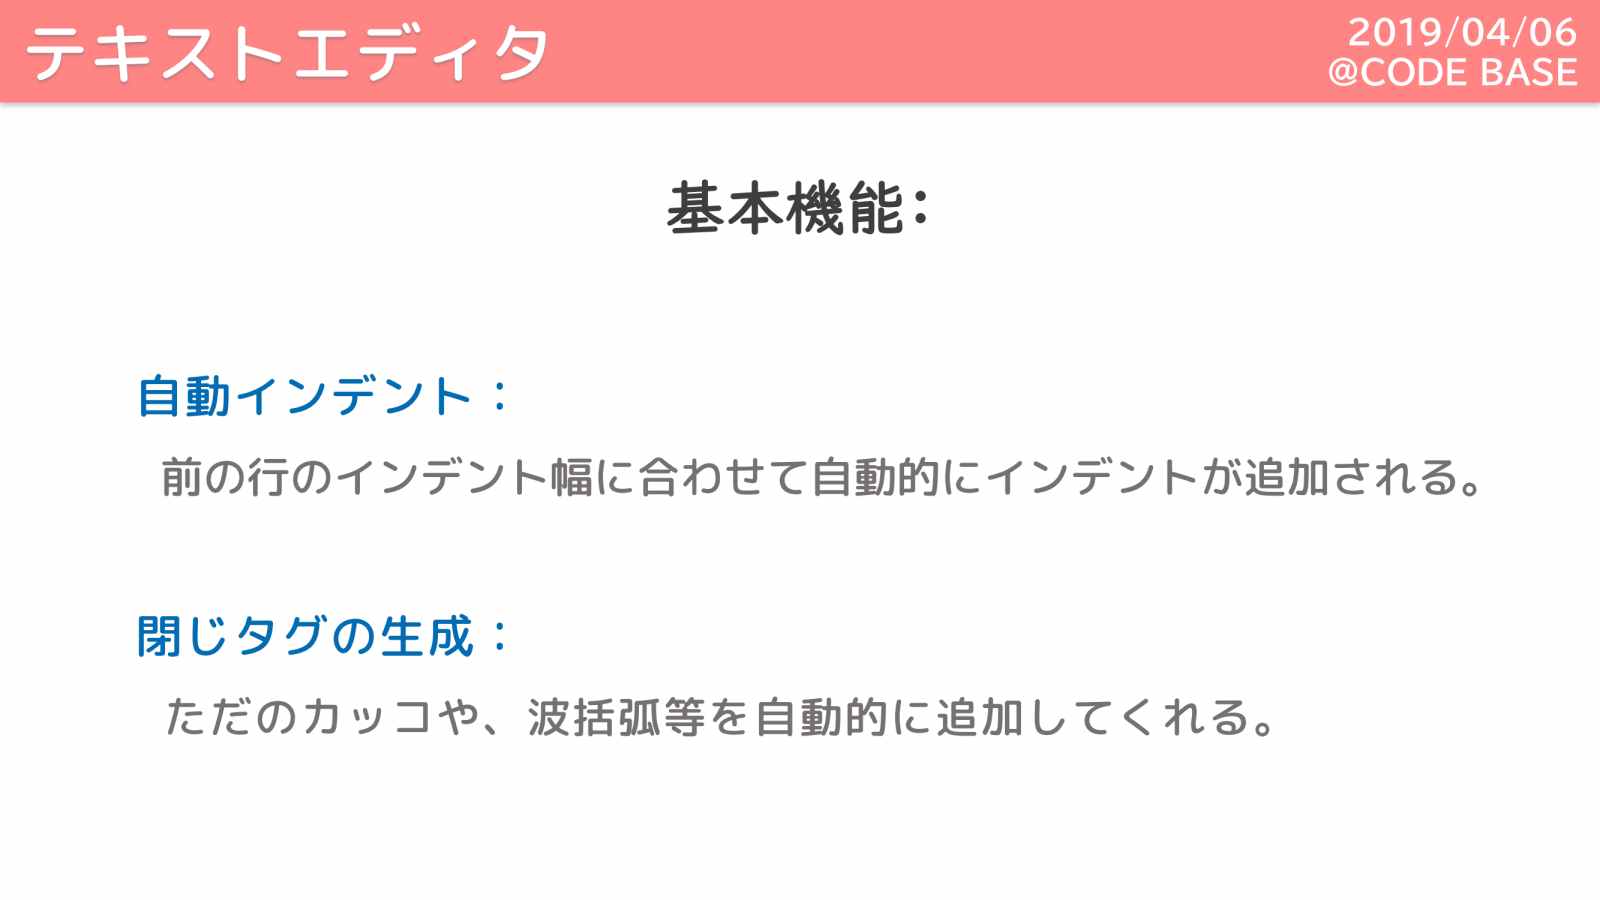 テキストエディタ
2019/04/06
@CODE BASE
基本機能:
自動インデント：
前の行のインデント幅に合わせて自動的にインデントが追加される。
閉じタグの生成：
ただのカッコや、波括弧等を自動的に追加してくれる。